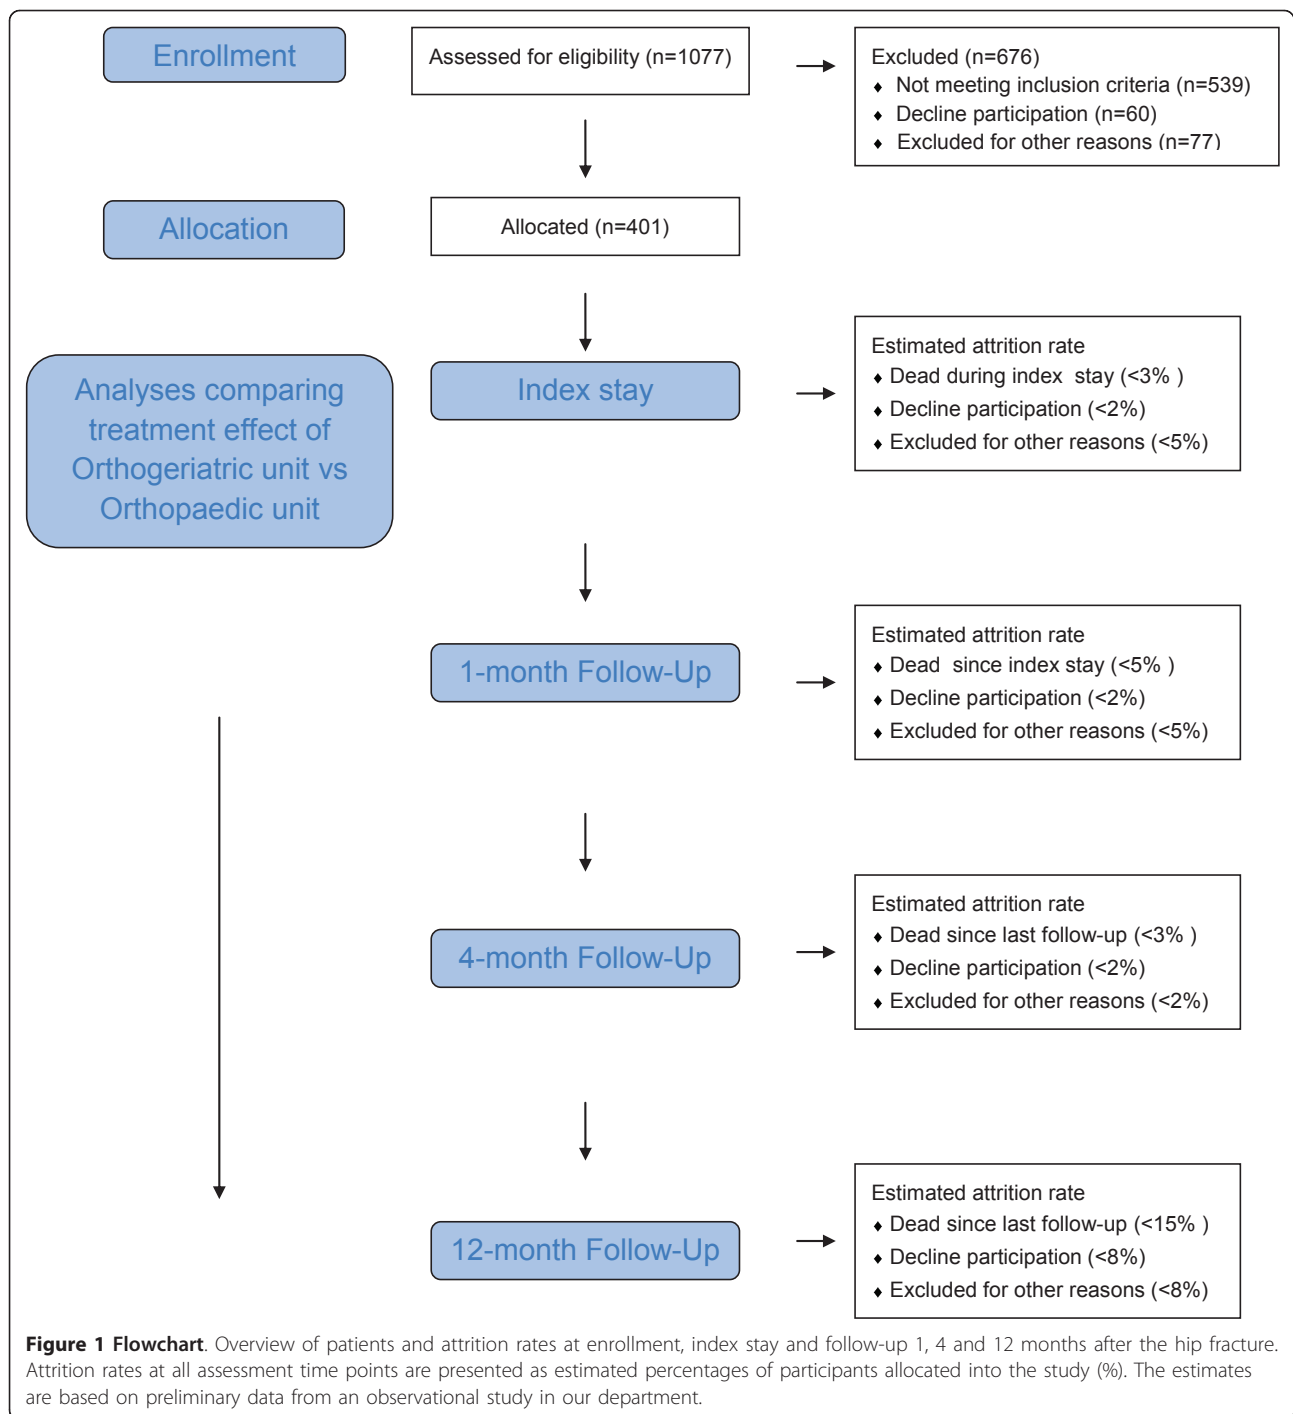 Enrollment
Assessed for eligibility (n=1077)
Excluded (n=676)
♦ Not meeting inclusion criteria (n=539)
♦ Decline participation (n=60)
♦ Excluded for other reasons (n=77)
Allocation
Allocated (n=401)
Analyses comparing
treatment effect of
Orthogeriatric unit vs
Orthopaedic unit
Index stay
Estimated attrition rate
♦ Dead during index stay (<3% )
♦ Decline participation (<2%)
♦ Excluded for other reasons (<5%)
1-month Follow-Up
Estimated attrition rate
♦ Dead since index stay (<5% )
♦ Decline participation (<2%)
♦ Excluded for other reasons (<5%)
4-month Follow-Up
Estimated attrition rate
♦ Dead since last follow-up (<3% )
♦ Decline participation (<2%)
♦ Excluded for other reasons (<2%)
12-month Follow-Up
Estimated attrition rate
♦ Dead since last follow-up (<15% )
♦ Decline participation (<8%)
♦ Excluded for other reasons (<8%)
Figure 1 Flowchart. Overview of patients and attrition rates at enrollment, index stay and follow-up 1, 4 and 12 months after the hip fracture.
Attrition rates at all assessment time points are presented as estimated percentages of participants allocated into the study (%). The estimates
are based on preliminary data from an observational study in our department.